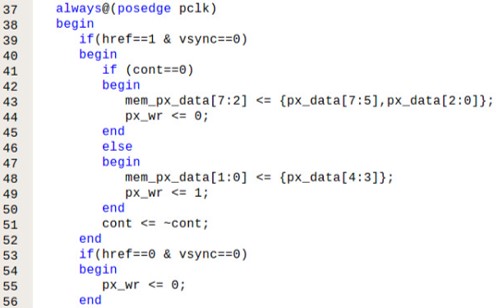 37 always@(posedge pclk)
38 begin
39 if(href==1 & vsync==0)
40 begin
41 if (cont==0)
42 begin
43 mem_px_data[7:2] <= {px_data[7:5],px_data[2:0]};
44 px_wr <= 0;
45 end
46 else
47 begin
48 mem_px_data[1:0] <= {px_data[4:3]};
49 px_wr <= 1;
50 end
51 cont <= ~cont;
52 end
53 if(href==0 & vsync==0)
54 begin
55 px_wr <= 0;
56 end